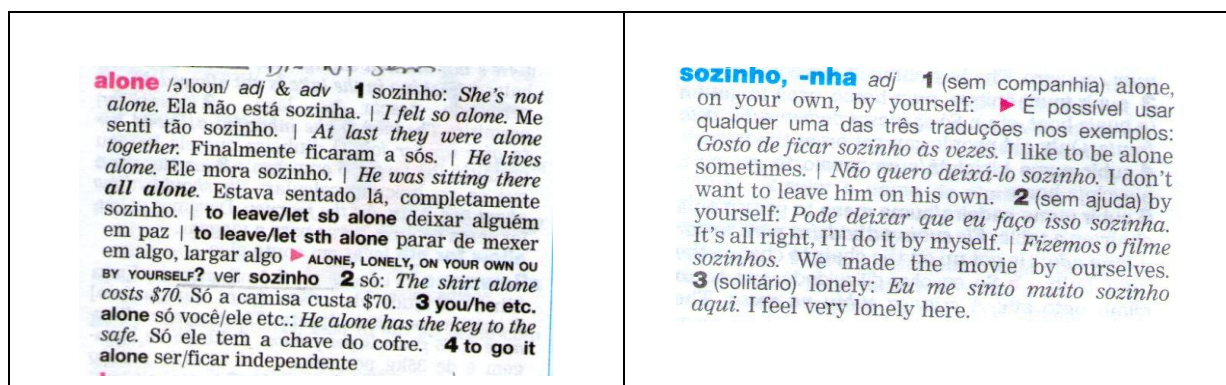 alone /ə'loʊn/ adj & adv 1 sozinho: She's not
alone. Ela não está sozinha. | I felt so alone. Me
senti tão sozinho. | At last they were alone
together. Finalmente ficaram a sós. | He lives
alone. Ele mora sozinho. | He was sitting there
all alone. Estava sentado lá, completamente
sozinho. | to leave/let sb alone deixar alguém
em paz | to leave/let sth alone parar de mexer
em algo, largar algo ▶ ALONE, LONELY, ON YOUR OWN OU
BY YOURSELF? ver sozinho 2 só: The shirt alone
costs $70. Só a camisa custa $70. 3 you/he etc.
alone só você/ele etc.: He alone has the key to the
safe. Só ele tem a chave do cofre. 4 to go it
alone ser/ficar independente
sozinho, -nha adj 1 (sem companhia) alone,
on your own, by yourself: ▶ É possível usar
qualquer uma das três traduções nos exemplos:
Gosto de ficar sozinho às vezes. I like to be alone
sometimes. | Não quero deixá-lo sozinho. I don't
want to leave him on his own. 2 (sem ajuda) by
yourself: Pode deixar que eu faço isso sozinha.
It's all right, I'll do it by myself. | Fizemos o filme
sozinhos. We made the movie by ourselves.
3 (solitário) lonely: Eu me sinto muito sozinho
aqui. I feel very lonely here.